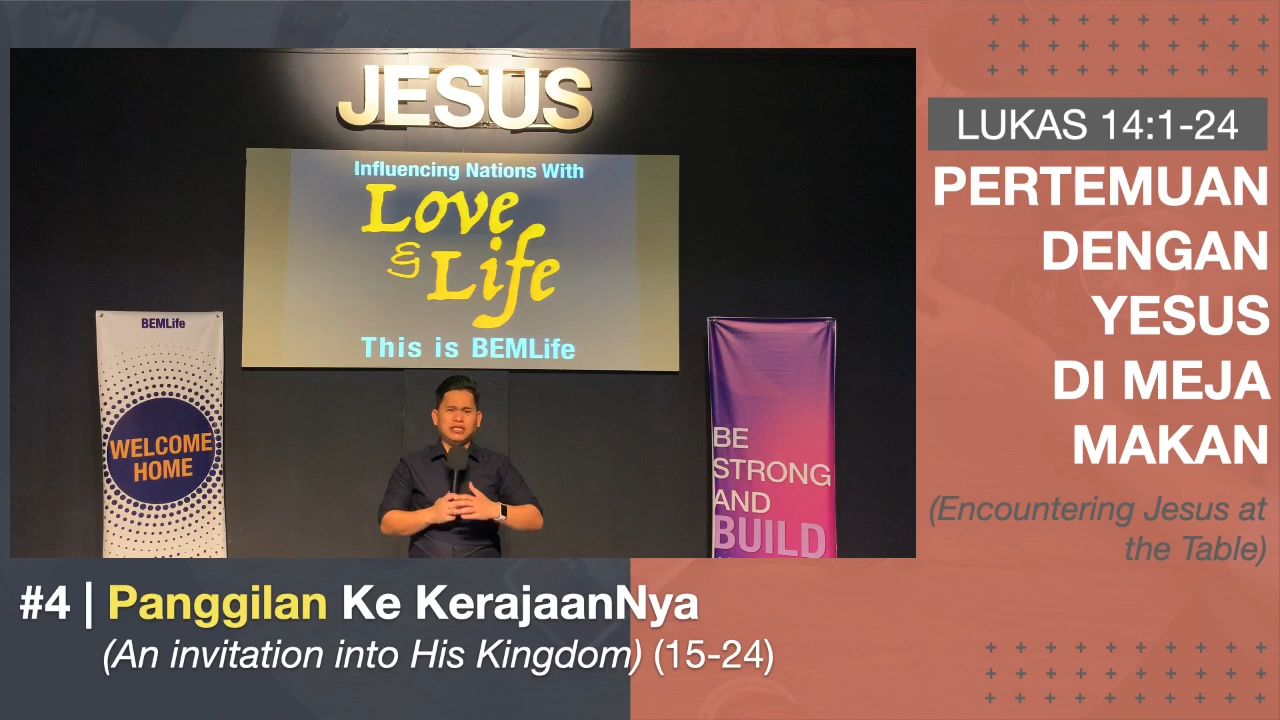 JESUS
Influencing Nations With
Love
& Life
This is BEMLife
BEMLife
WELCOME
HOME
BE
STRONG
AND
BUILD
LUKAS 14:1-24
PERTEMUAN
DENGAN
YESUS
DI MEJA
MAKAN
(Encountering Jesus at
the Table)
#4 | Panggilan Ke KerajaanNya
(An invitation into His Kingdom) (15-24)